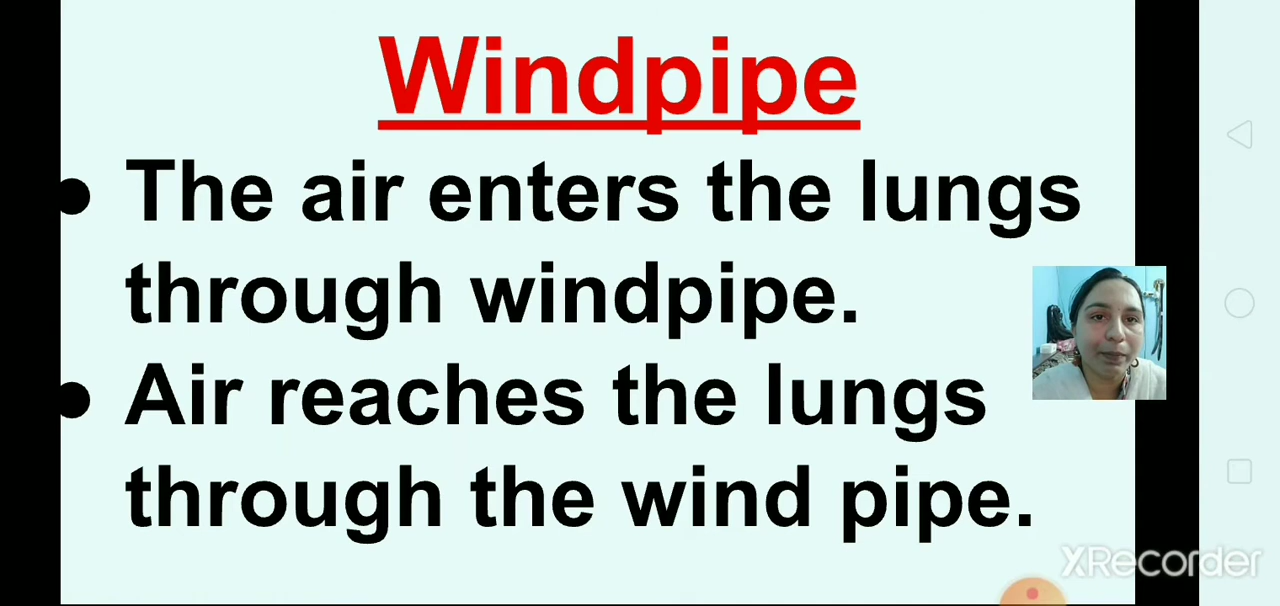 Windpipe
• The air enters the lungs
through windpipe.
• Air reaches the lungs
through the wind pipe.
XRecorder